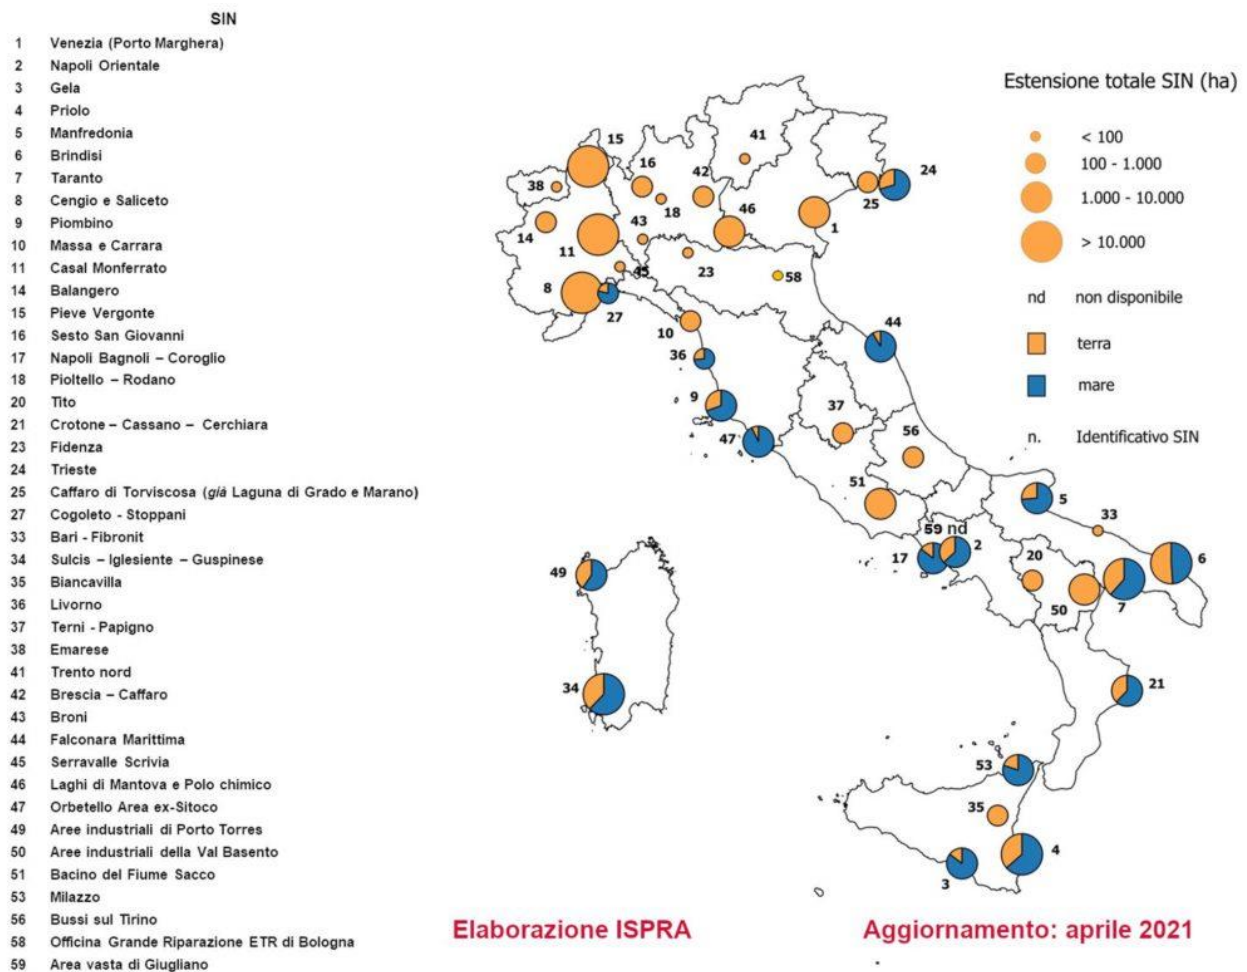 SIN
1 Venezia (Porto Marghera)
2 Napoli Orientale
3 Gela
4 Priolo
5 Manfredonia
6 Brindisi
7 Taranto
8 Cengio e Saliceto
9 Piombino
10 Massa e Carrara
11 Casal Monferrato
14 Balangero
15 Pieve Vergonte
16 Sesto San Giovanni
17 Napoli Bagnoli – Coroglio
18 Pioltello – Rodano
20 Tito
21 Crotone – Cassano – Cerchiara
23 Fidenza
24 Trieste
25 Caffaro di Torviscosa (già Laguna di Grado e Marano)
27 Cogoleto - Stoppani
33 Bari - Fibronit
34 Sulcis – Iglesiente – Guspinese
35 Biancavilla
36 Livorno
37 Terni - Papigno
38 Emarese
41 Trento nord
42 Brescia – Caffaro
43 Broni
44 Falconara Marittima
45 Serravalle Scrivia
46 Laghi di Mantova e Polo chimico
47 Orbetello Area ex-Sitoco
49 Aree industriali di Porto Torres
50 Aree industriali della Val Basento
51 Bacino del Fiume Sacco
53 Milazzo
56 Bussi sul Tirino
58 Officina Grande Riparazione ETR di Bologna
59 Area vasta di Giugliano
Estensione totale SIN (ha)
< 100
100 - 1.000
1.000 - 10.000
> 10.000
nd non disponibile
terra
mare
n. Identificativo SIN
15
41
16
38
42
24
18
25
14
43
46
1
11
45
23
58
8
27
10
44
36
9
37
47
56
51
5
33
59 nd
17
2
20
6
49
50
7
34
21
53
35
4
3
Elaborazione ISPRA
Aggiornamento: aprile 2021